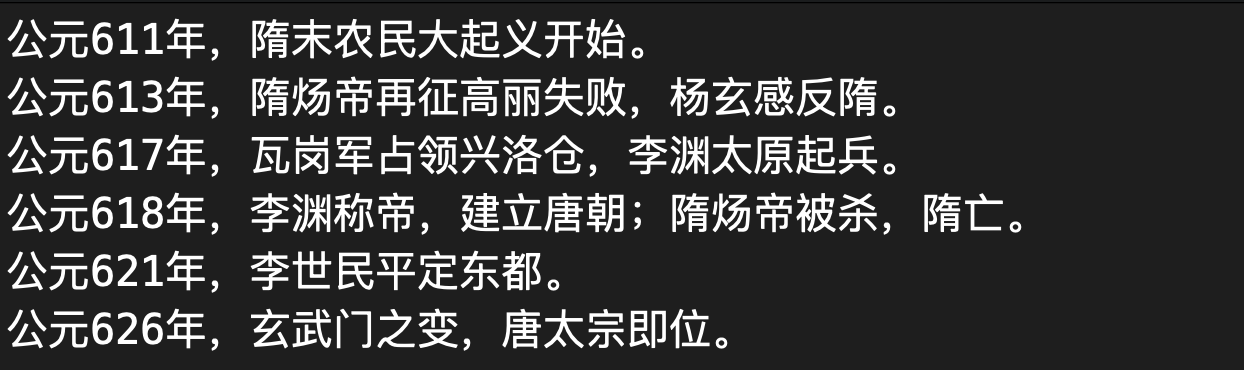 公元611年，隋末农民大起义开始。
公元613年，隋炀帝再征高丽失败，杨玄感反隋。
公元617年，瓦岗军占领兴洛仓，李渊太原起兵。
公元618年，李渊称帝，建立唐朝；隋炀帝被杀，隋亡。
公元621年，李世民平定东都。
公元626年，玄武门之变，唐太宗即位。